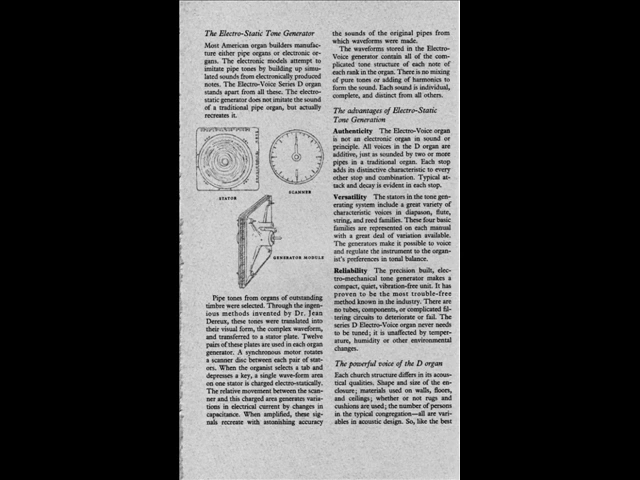 The Electro-Static Tone Generator
Most American organ builders manufac-
ture either pipe organs or electronic or-
gans. The electronic models attempt to
imitate pipe tones by building up simu-
lated sounds from electronically produced
notes. The Electro-Voice Series D organ
stands apart from all these. The electro-
static generator does not imitate the sound
of a traditional pipe organ, but actually
recreates it.
STATOR
SCANNER
GENERATOR MODULE
Pipe tones from organs of outstanding
timbre were selected. Through the ingen-
ious methods invented by Dr. Jean
Dereux, these tones were translated into
their visual form, the complex waveform,
and transferred to a stator plate. Twelve
pairs of these plates are used in each organ
generator. A synchronous motor rotates
a scanner disc between each pair of stat-
ors. When the organist selects a tab and
depresses a key, a single wave-form area
on one stator is charged electro-statically.
The relative movement between the scan-
ner and this charged area generates varia-
tions in electrical current by changes in
capacitance. When amplified, these sig-
nals recreate with astonishing accuracy
the sounds of the original pipes from
which waveforms were made.
The waveforms stored in the Electro-
Voice generator contain all of the com-
plicated tone structure of each note of
each rank in the organ. There is no mixing
of pure tones or adding of harmonics to
form the sound. Each sound is individual,
complete, and distinct from all others.
The advantages of Electro-Static
Tone Generation
Authenticity The Electro-Voice organ
is not an electronic organ in sound or
principle. All voices in the D organ are
additive, just as sounded by two or more
pipes in a traditional organ. Each stop
adds its distinctive characteristic to every
other stop and combination. Typical at-
tack and decay is evident in each stop.
Versatility The stators in the tone gen-
erating system include a great variety of
characteristic voices in diapason, flute,
string, and reed families. These four basic
families are represented on each manual
with a great deal of variation available.
The generators make it possible to voice
and regulate the instrument to the organ-
ist's preferences in tonal balance.
Reliability The precision built, elec-
tro-mechanical tone generator makes a
compact, quiet, vibration-free unit. It has
proven to be the most trouble-free
method known in the industry. There are
no tubes, components, or complicated fil-
tering circuits to deteriorate or fail. The
series D Electro-Voice organ never needs
to be tuned; it is unaffected by temper-
ature, humidity or other environmental
changes.
The powerful voice of the D organ
Each church structure differs in its acous-
tical qualities. Shape and size of the en-
closure; materials used on walls, floors,
and ceilings; whether or not rugs and
cushions are used; the number of persons
in the typical congregation—all are vari-
ables in acoustic design. So, like the best